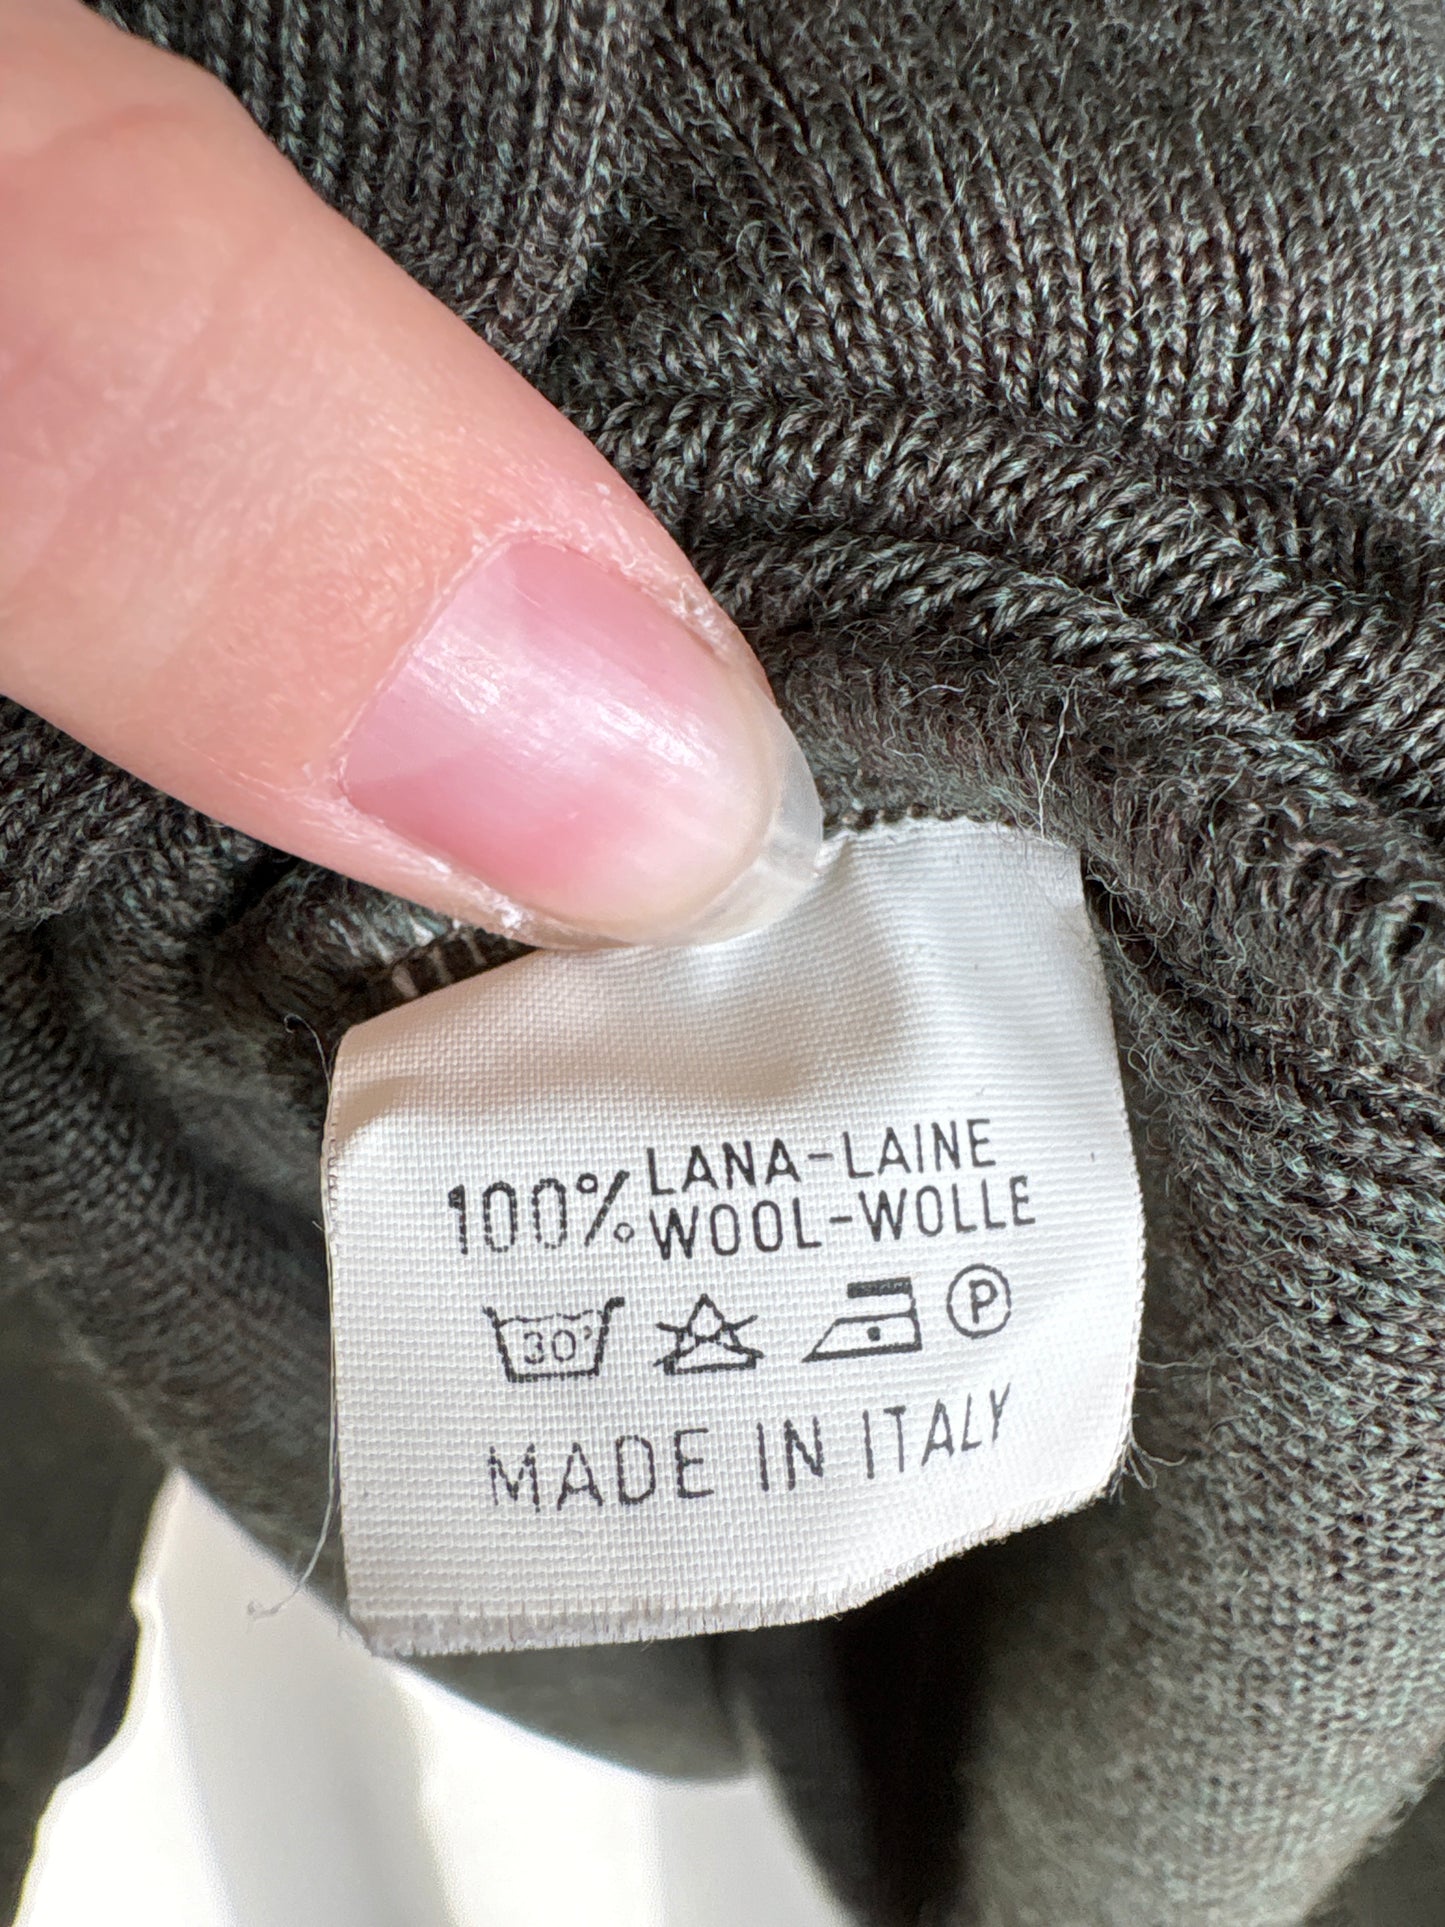 100% LANA-LAINE
WOOL-WOLLE
30° P
MADE IN ITALY